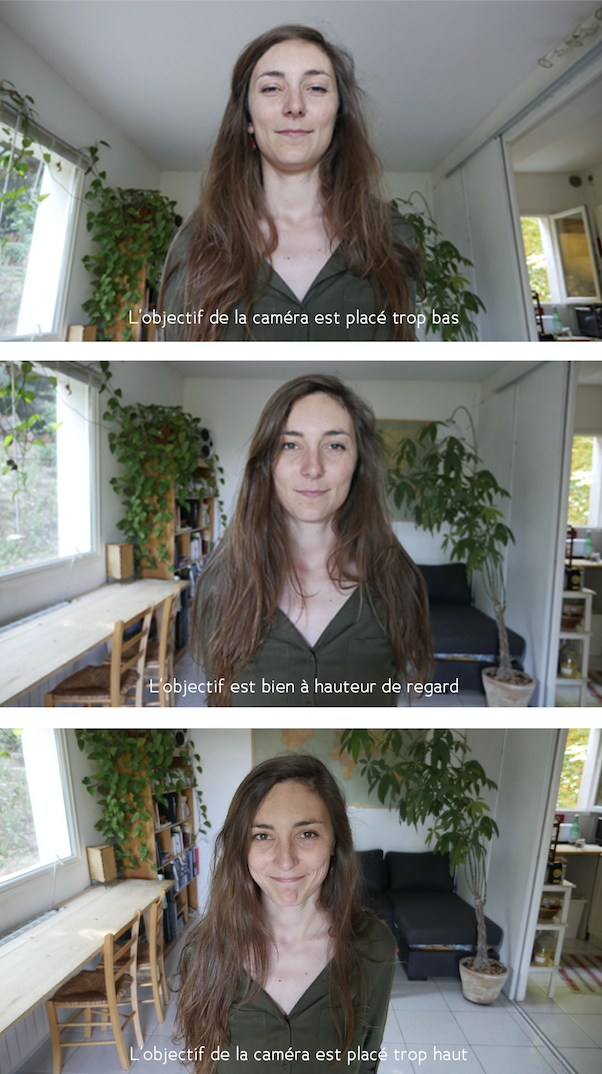 L'objectif de la caméra est placé trop bas
L'objectif est bien à hauteur de regard
L'objectif de la caméra est placé trop haut